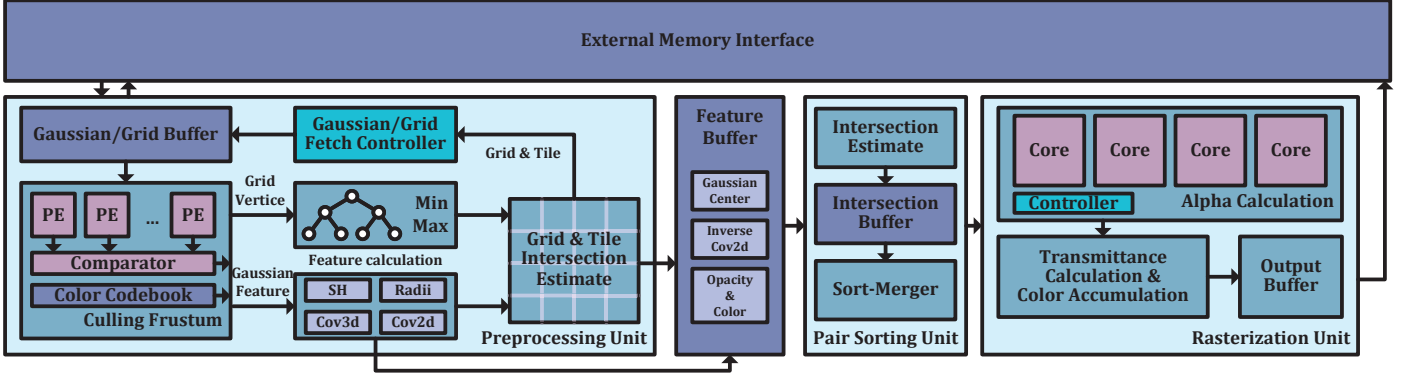 External Memory Interface
Gaussian/Grid Buffer
Gaussian/Grid
Fetch Controller
Grid & Tile
Grid
Vertice
PE
PE
...
PE
Comparator
Color Codebook
Culling Frustum
Gaussian
Feature
Min
Max
Feature calculation
SH
Radii
Cov3d
Cov2d
Grid & Tile
Intersection
Estimate
Preprocessing Unit
Feature
Buffer
Gaussian
Center
Inverse
Cov2d
Opacity
&
Color
Intersection
Estimate
Intersection
Buffer
Sort-Merger
Pair Sorting Unit
Core
Core
Core
Core
Controller
Alpha Calculation
Transmittance
Calculation &
Color Accumulation
Output
Buffer
Rasterization Unit